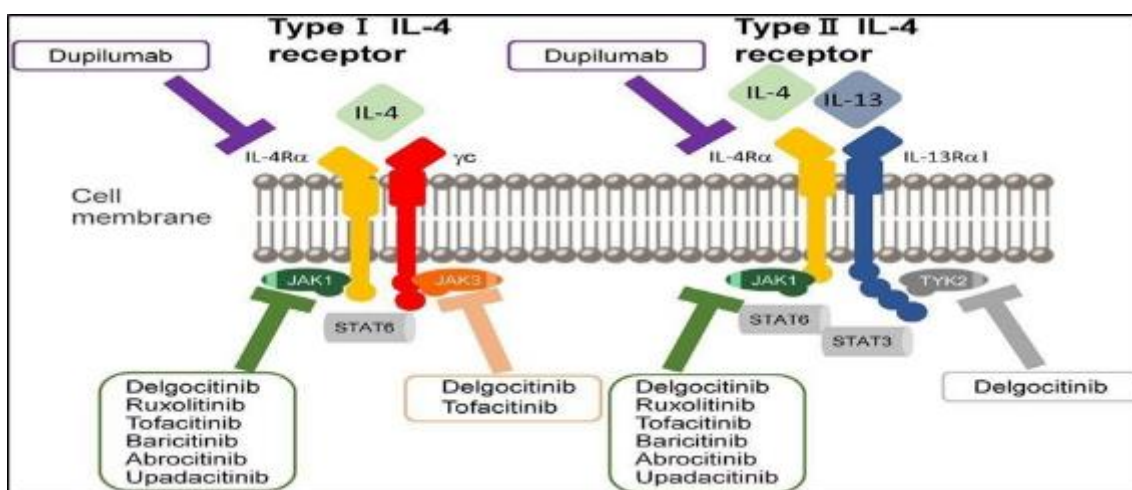 Type I IL-4
receptor
Dupilumab
IL-4
IL-4Rα
γc
Type II IL-4
receptor
Dupilumab
IL-4
IL-13
IL-4Rα
IL-13Rα1
Cell
membrane
JAK1
JAK3
STAT6
JAK1
TYK2
STAT6
STAT3
Delgocitinib
Ruxolitinib
Tofacitinib
Baricitinib
Abrocitinib
Upadacitinib
Delgocitinib
Tofacitinib
Delgocitinib
Ruxolitinib
Tofacitinib
Baricitinib
Abrocitinib
Upadacitinib
Delgocitinib